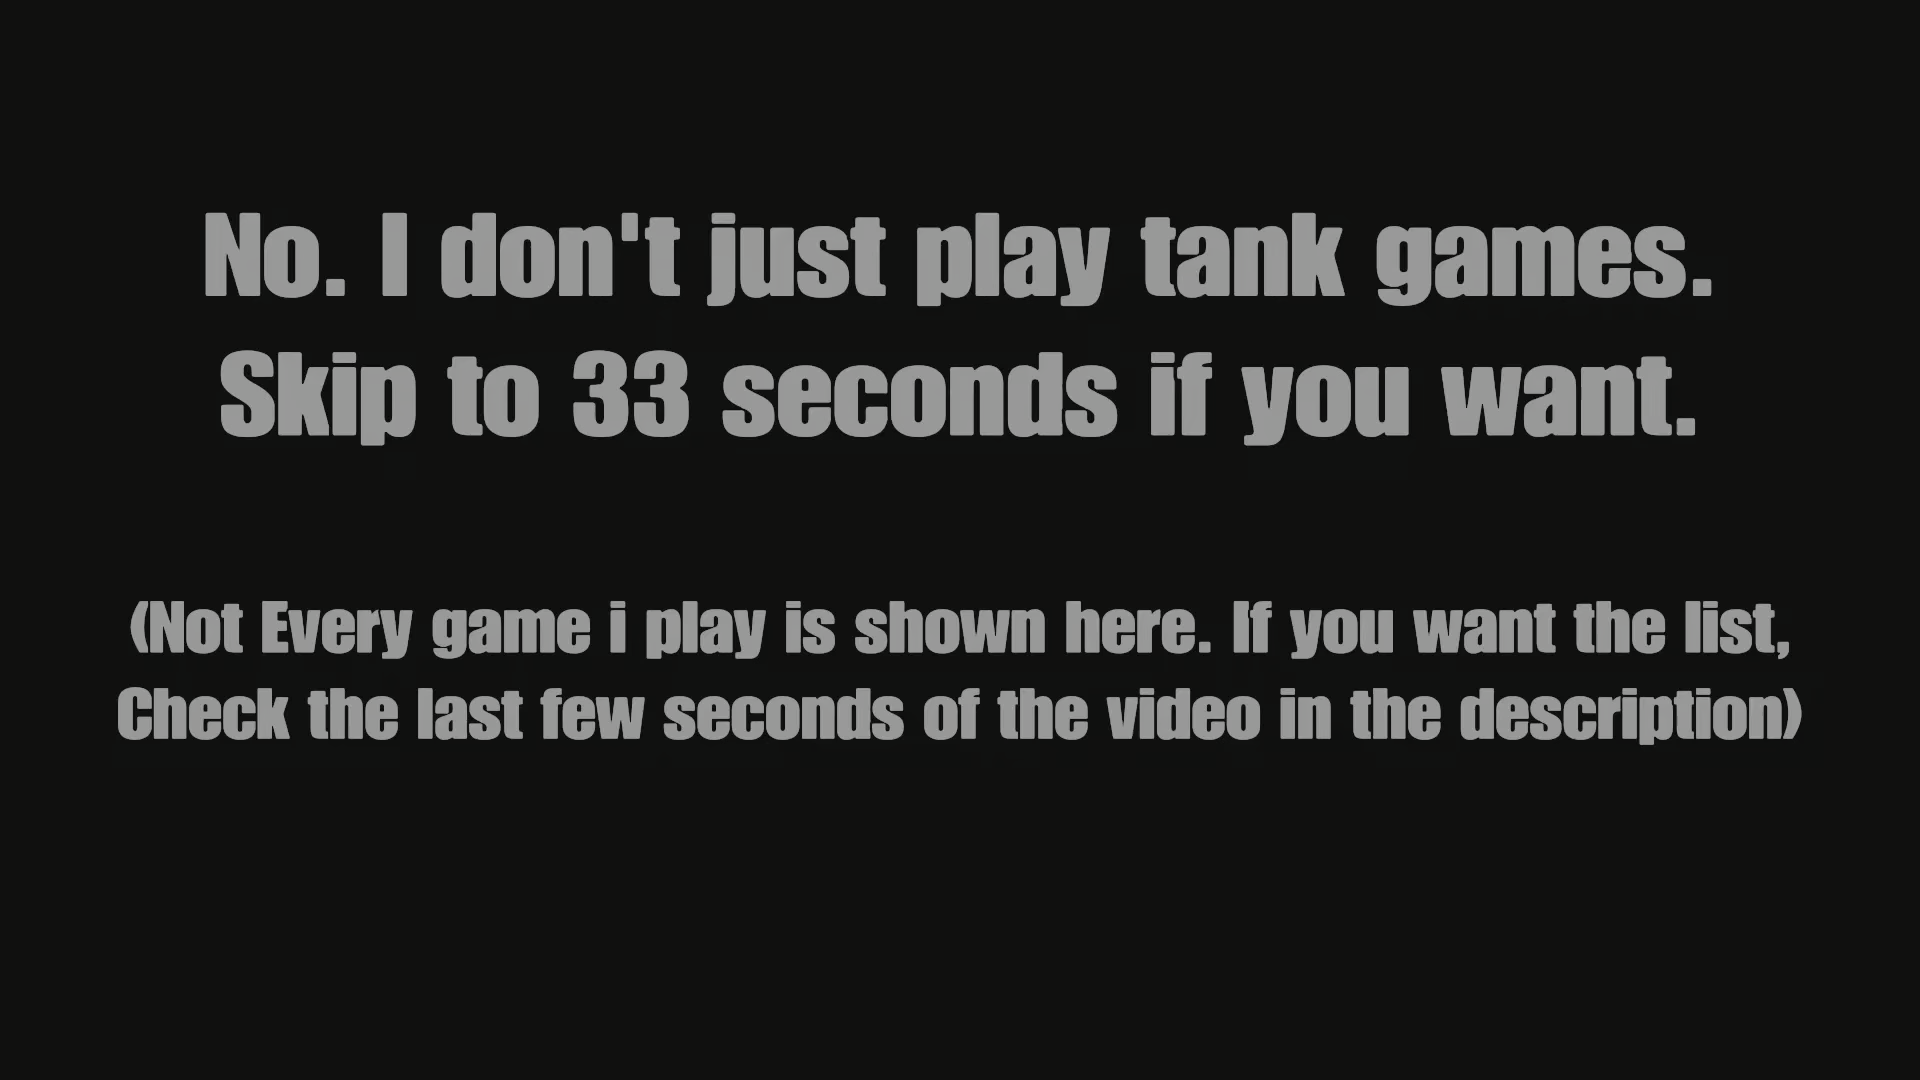 No. I don't just play tank games.
Skip to 33 seconds if you want.
(Not Every game i play is shown here. If you want the list,
Check the last few seconds of the video in the description)